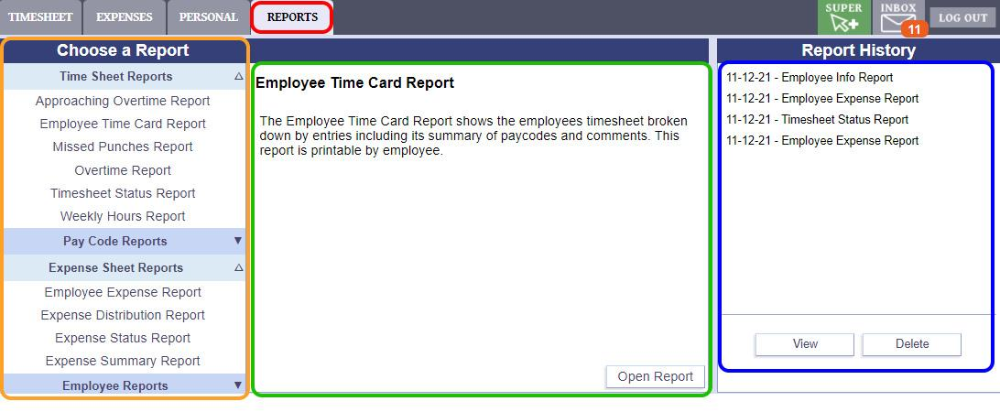 TIMESHEET
EXPENSES
PERSONAL
REPORTS
SUPER
INBOX
11
LOG OUT
Choose a Report
Time Sheet Reports
Approaching Overtime Report
Employee Time Card Report
Missed Punches Report
Overtime Report
Timesheet Status Report
Weekly Hours Report
Pay Code Reports
Expense Sheet Reports
Employee Expense Report
Expense Distribution Report
Expense Status Report
Expense Summary Report
Employee Reports
Employee Time Card Report
The Employee Time Card Report shows the employees timesheet broken
down by entries including its summary of paycodes and comments. This
report is printable by employee.
Open Report
Report History
11-12-21 - Employee Info Report
11-12-21 - Employee Expense Report
11-12-21 - Timesheet Status Report
11-12-21 - Employee Expense Report
View
Delete